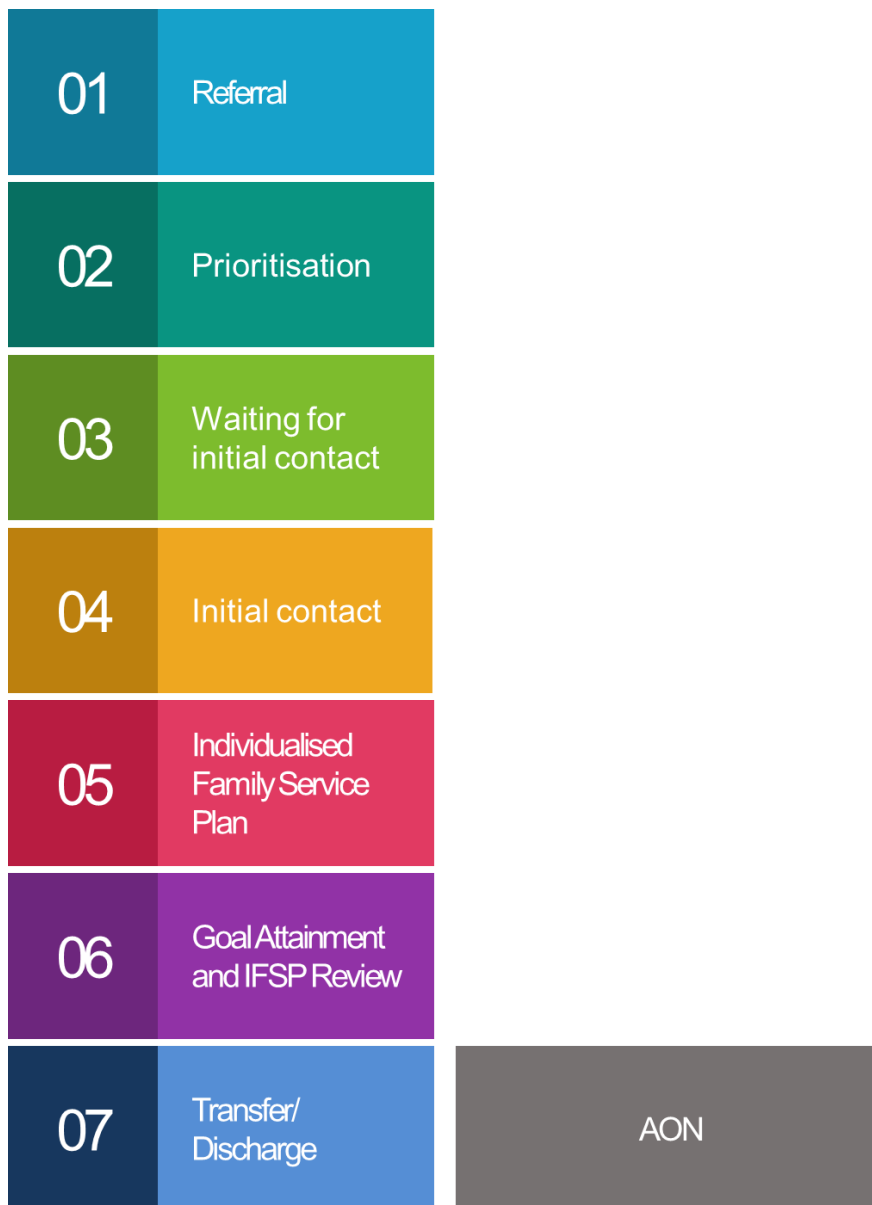 01
Referral
02
Prioritisation
03
Waiting for
initial contact
04
Initial contact
05
Individualised
Family Service
Plan
06
Goal Attainment
and IFSP Review
07
Transfer/
Discharge
AON